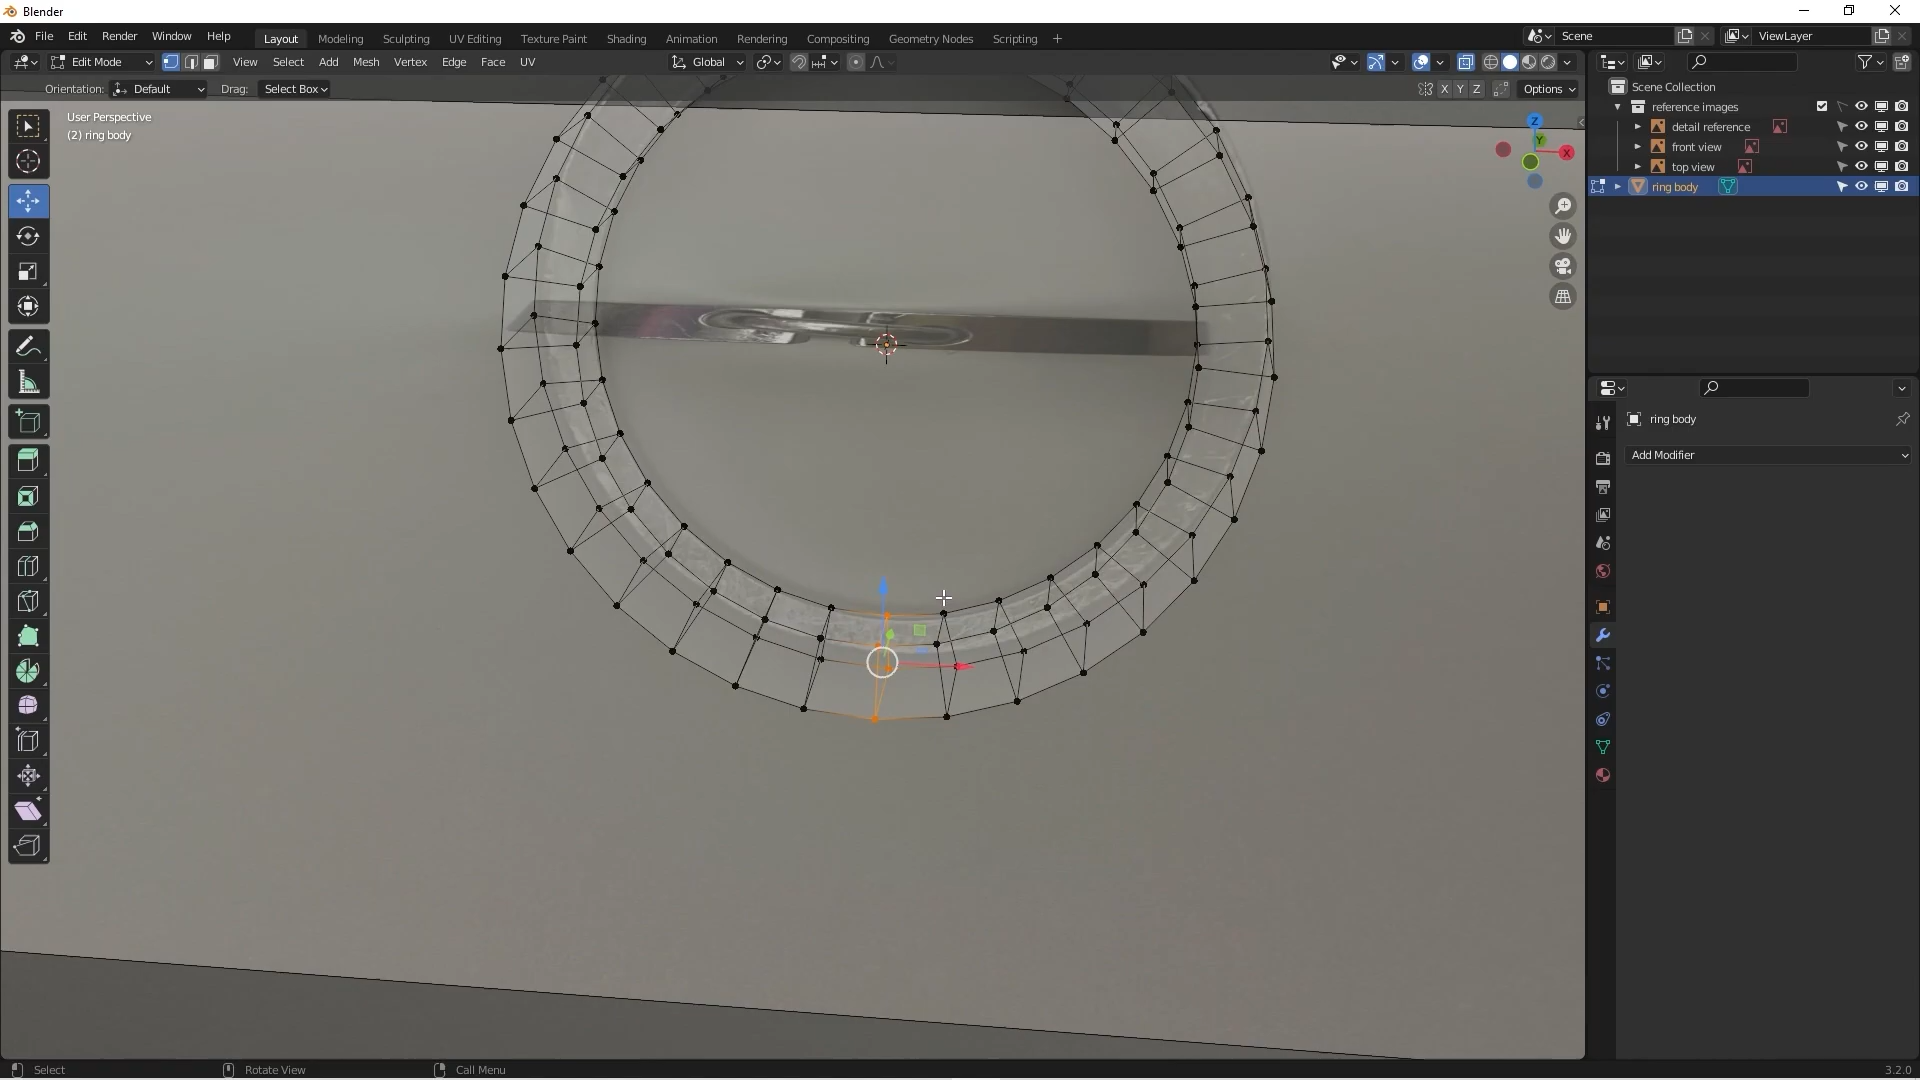 Blender
File Edit Render Window Help
Layout Modeling Sculpting UV Editing Texture Paint Shading Animation Rendering Compositing Geometry Nodes Scripting +
Scene
ViewLayer
Edit Mode
View Select Add Mesh Vertex Edge Face UV
Global
Orientation: Default Drag: Select Box
X Y Z
Options
User Perspective
(2) ring body
Z
Y
X
Scene Collection
reference images
detail reference
front view
top view
ring body
ring body
Add Modifier
Select
Rotate View
Call Menu
3.2.0